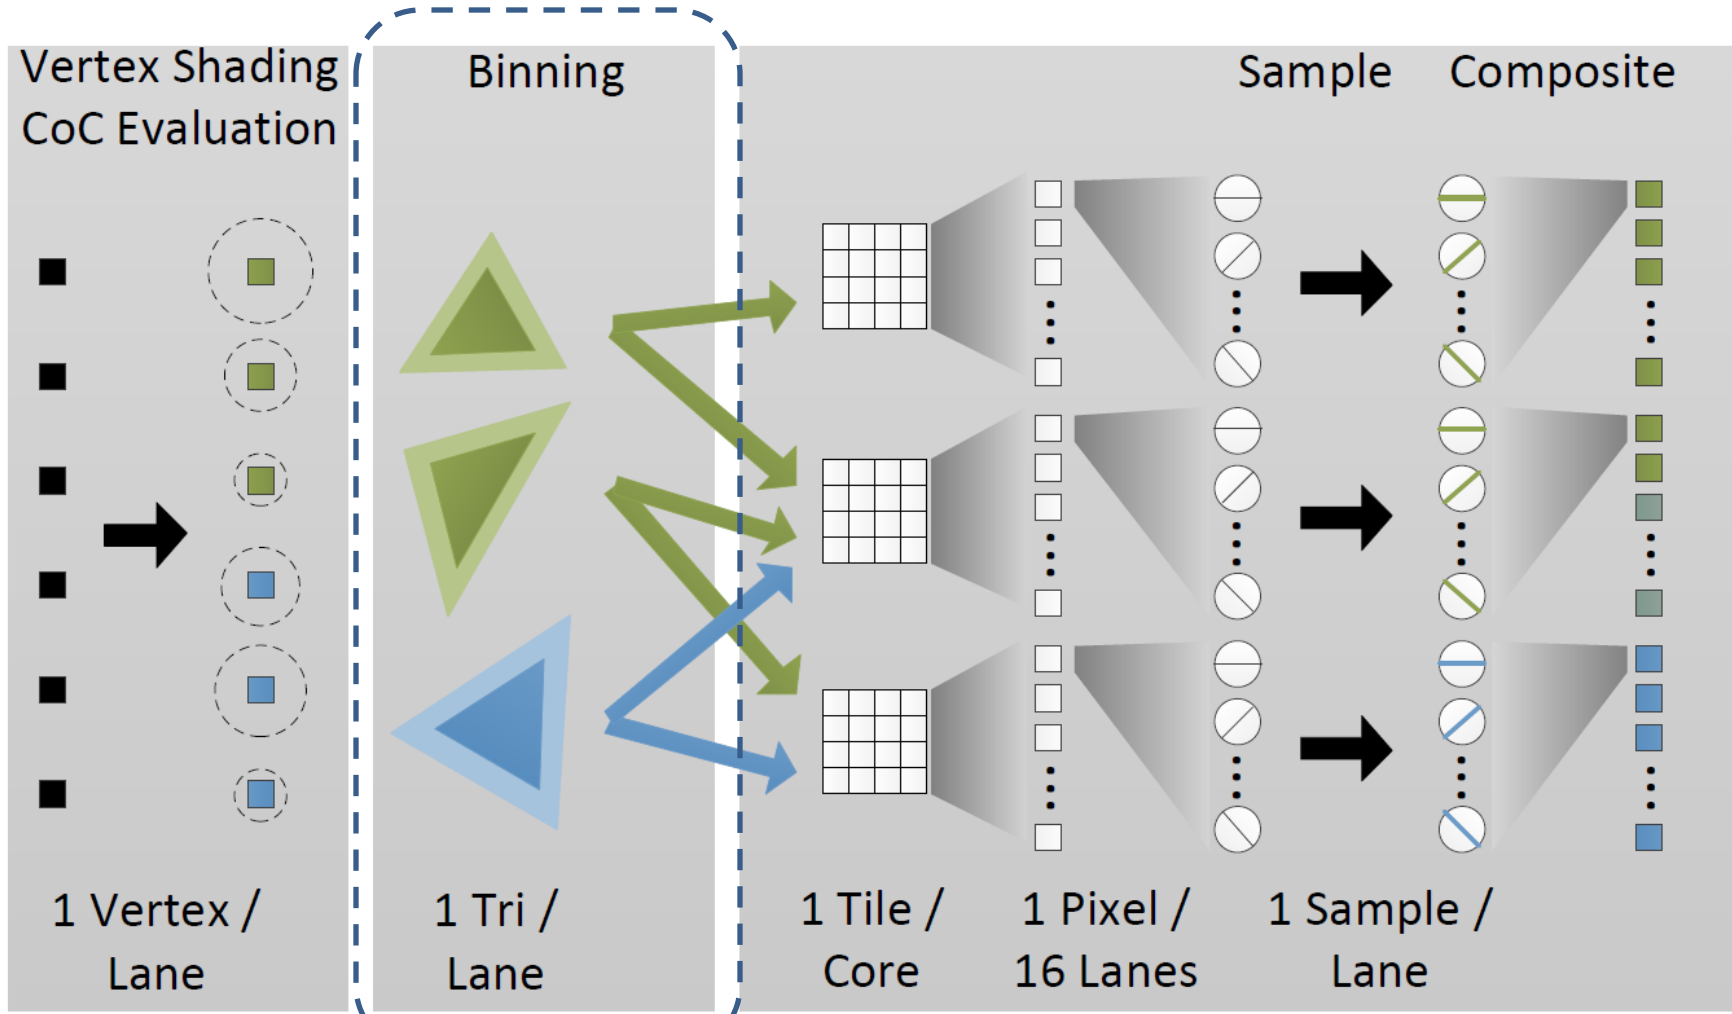 Vertex Shading
CoC Evaluation
Binning
Sample
Composite
1 Vertex /
Lane
1 Tri /
Lane
1 Tile /
Core
1 Pixel /
16 Lanes
1 Sample /
Lane